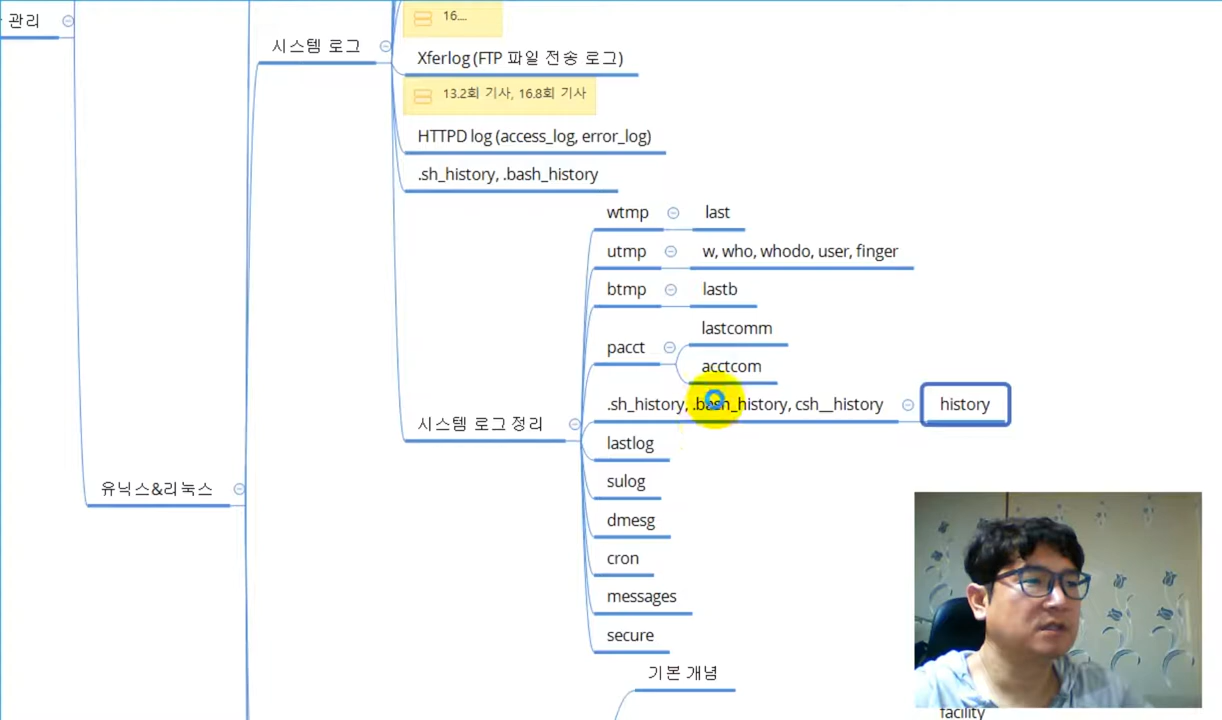 관리
16....
시스템 로그
Xferlog (FTP 파일 전송 로그)
13.2회 기사, 16.8회 기사
HTTPD log (access_log, error_log)
.sh_history, .bash_history
wtmp
last
utmp
w, who, whodo, user, finger
btmp
lastb
pacct
lastcomm
acctcom
.sh_history, .bash_history, csh__history
history
시스템 로그 정리
lastlog
sulog
유닉스&리눅스
dmesg
cron
messages
secure
기본 개념
facility